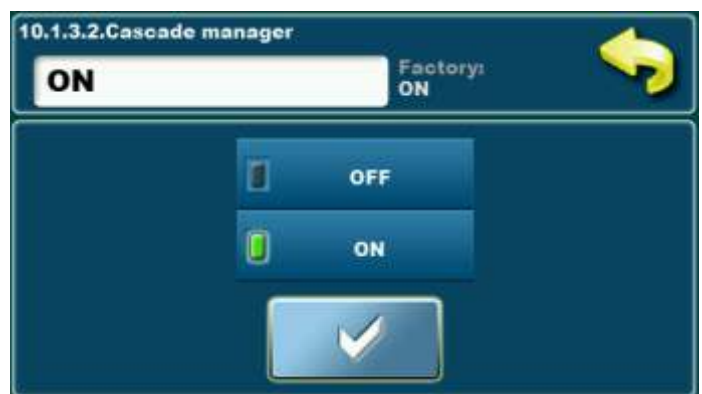 10.1.3.2.Cascade manager
ON
Factory:
ON
OFF
ON